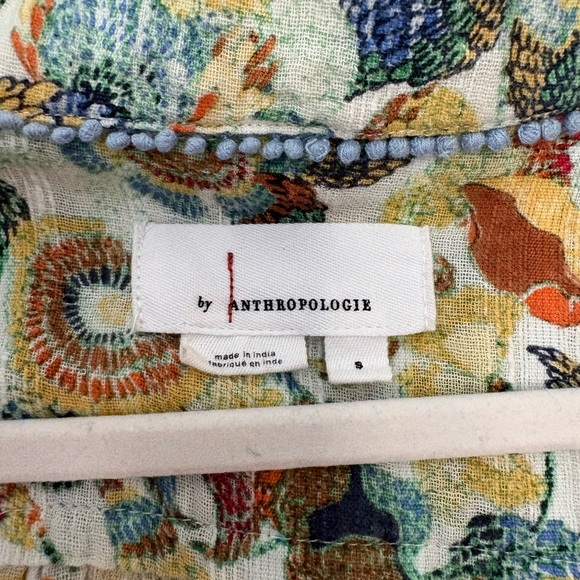 by ANTHROPOLOGIE
made in india
fabriqué en inde
S